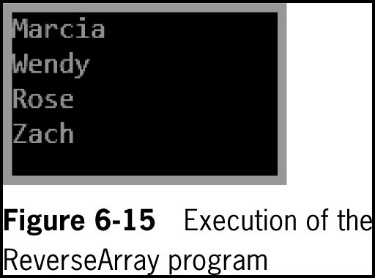 Marcia
Wendy
Rose
Zach
Figure 6-15 Execution of the
ReverseArray program